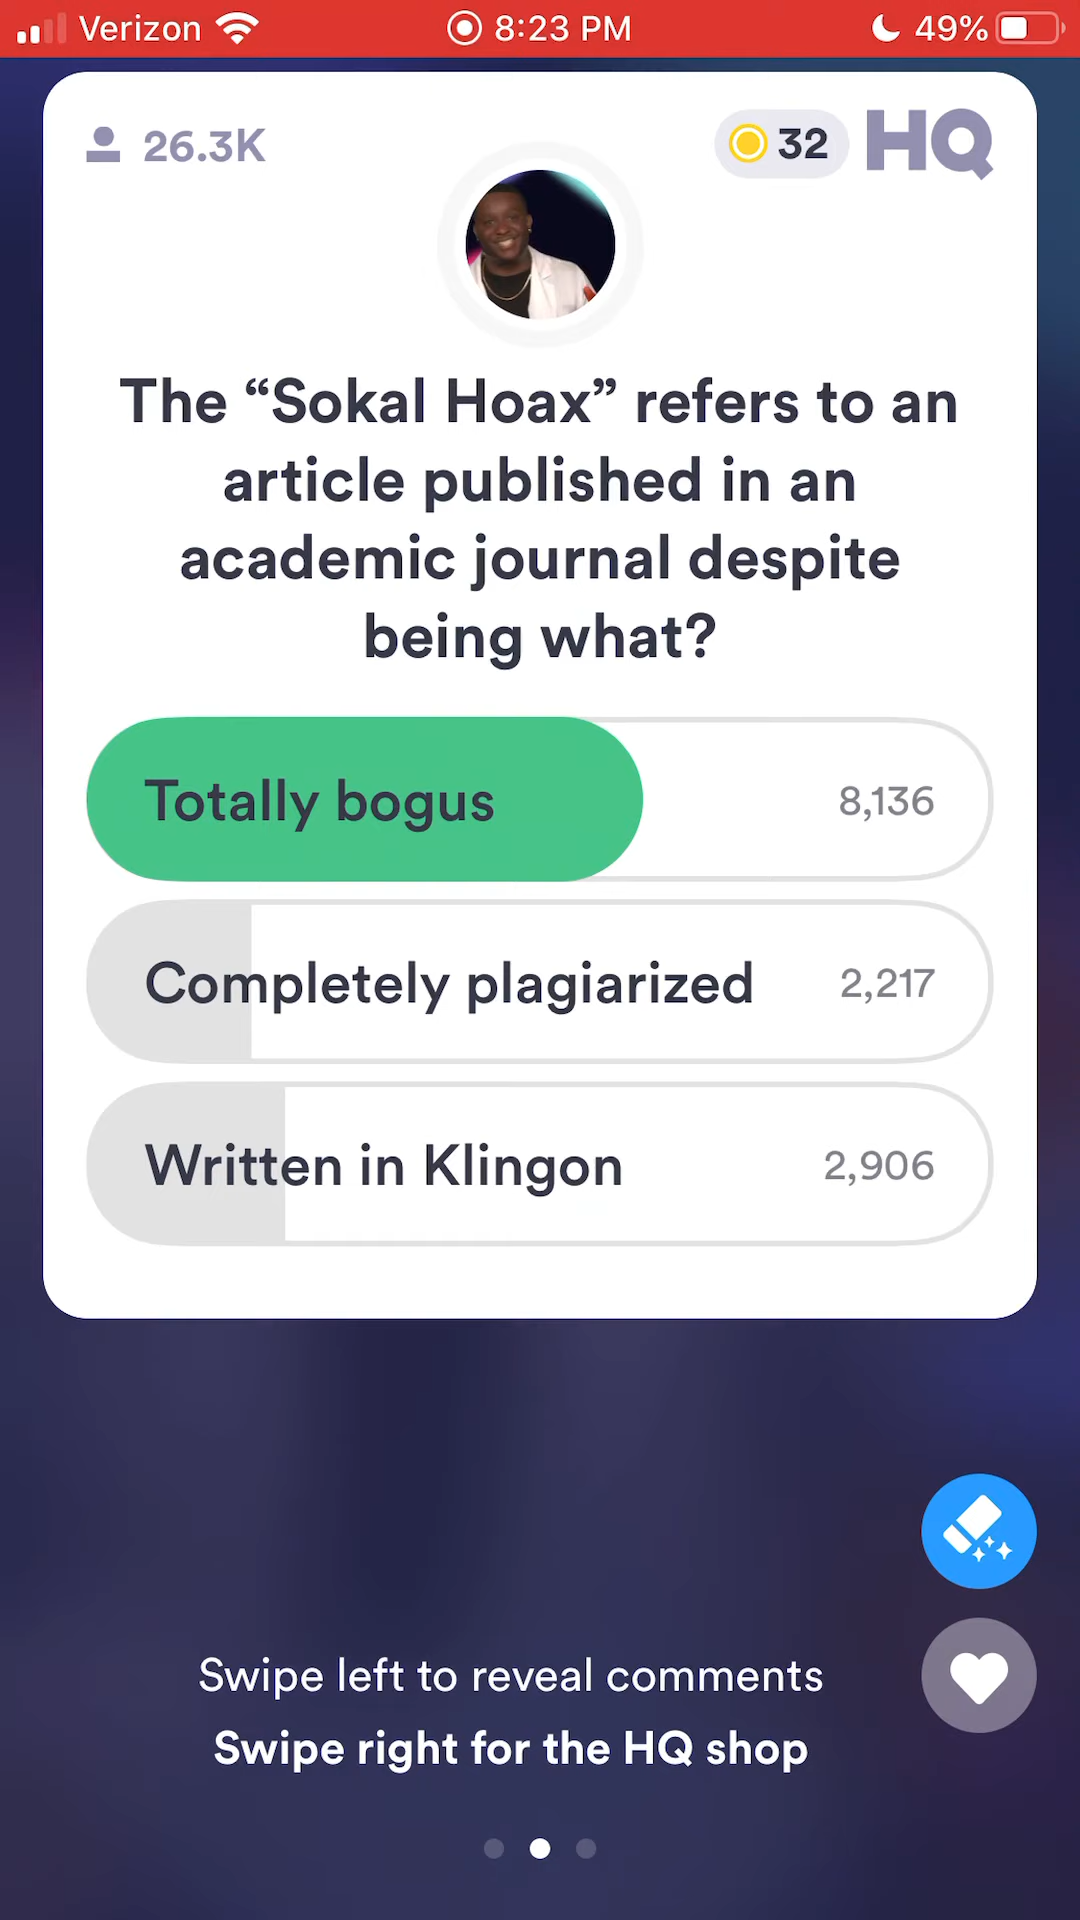 Verizon 8:23 PM 49%
26.3K 32 HQ
The “Sokal Hoax” refers to an
article published in an
academic journal despite
being what?
Totally bogus 8,136
Completely plagiarized 2,217
Written in Klingon 2,906
Swipe left to reveal comments
Swipe right for the HQ shop